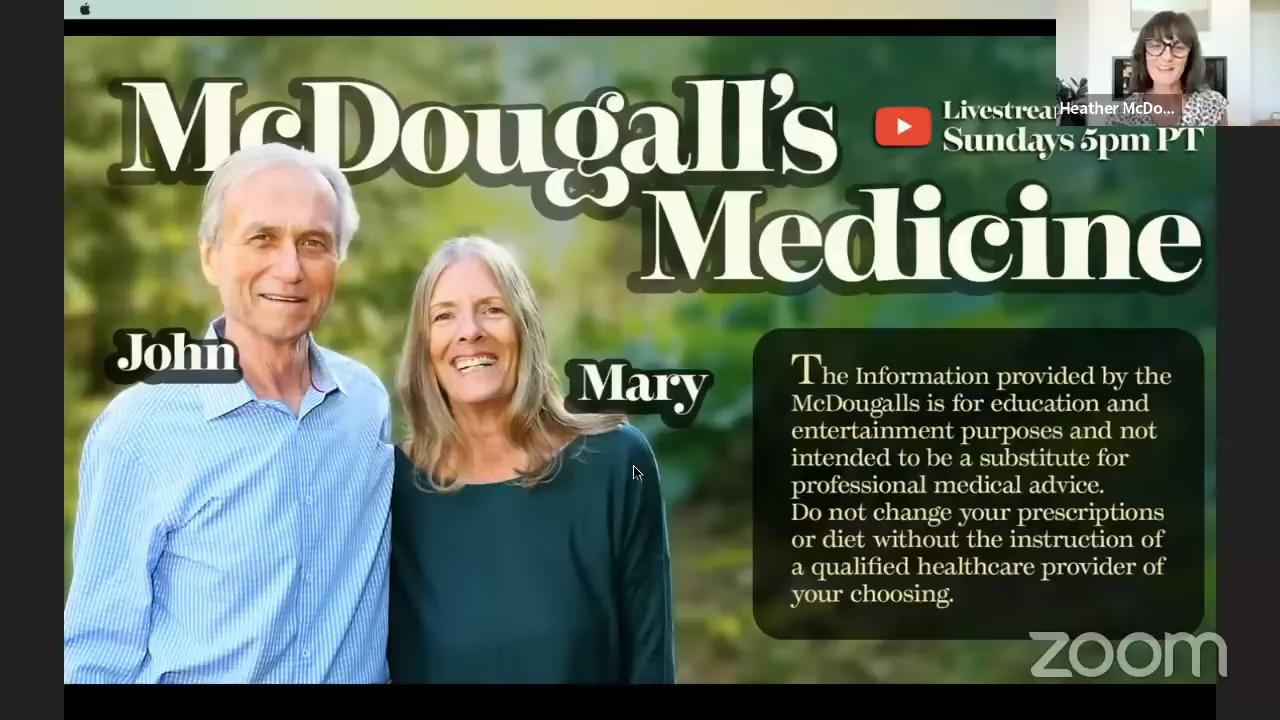 McDougall's
Medicine
Livestream
Sundays 5pm PT
Heather McDo...
John
Mary
The Information provided by the
McDougalls is for education and
entertainment purposes and not
intended to be a substitute for
professional medical advice.
Do not change your prescriptions
or diet without the instruction of
a qualified healthcare provider of
your choosing.
zoom